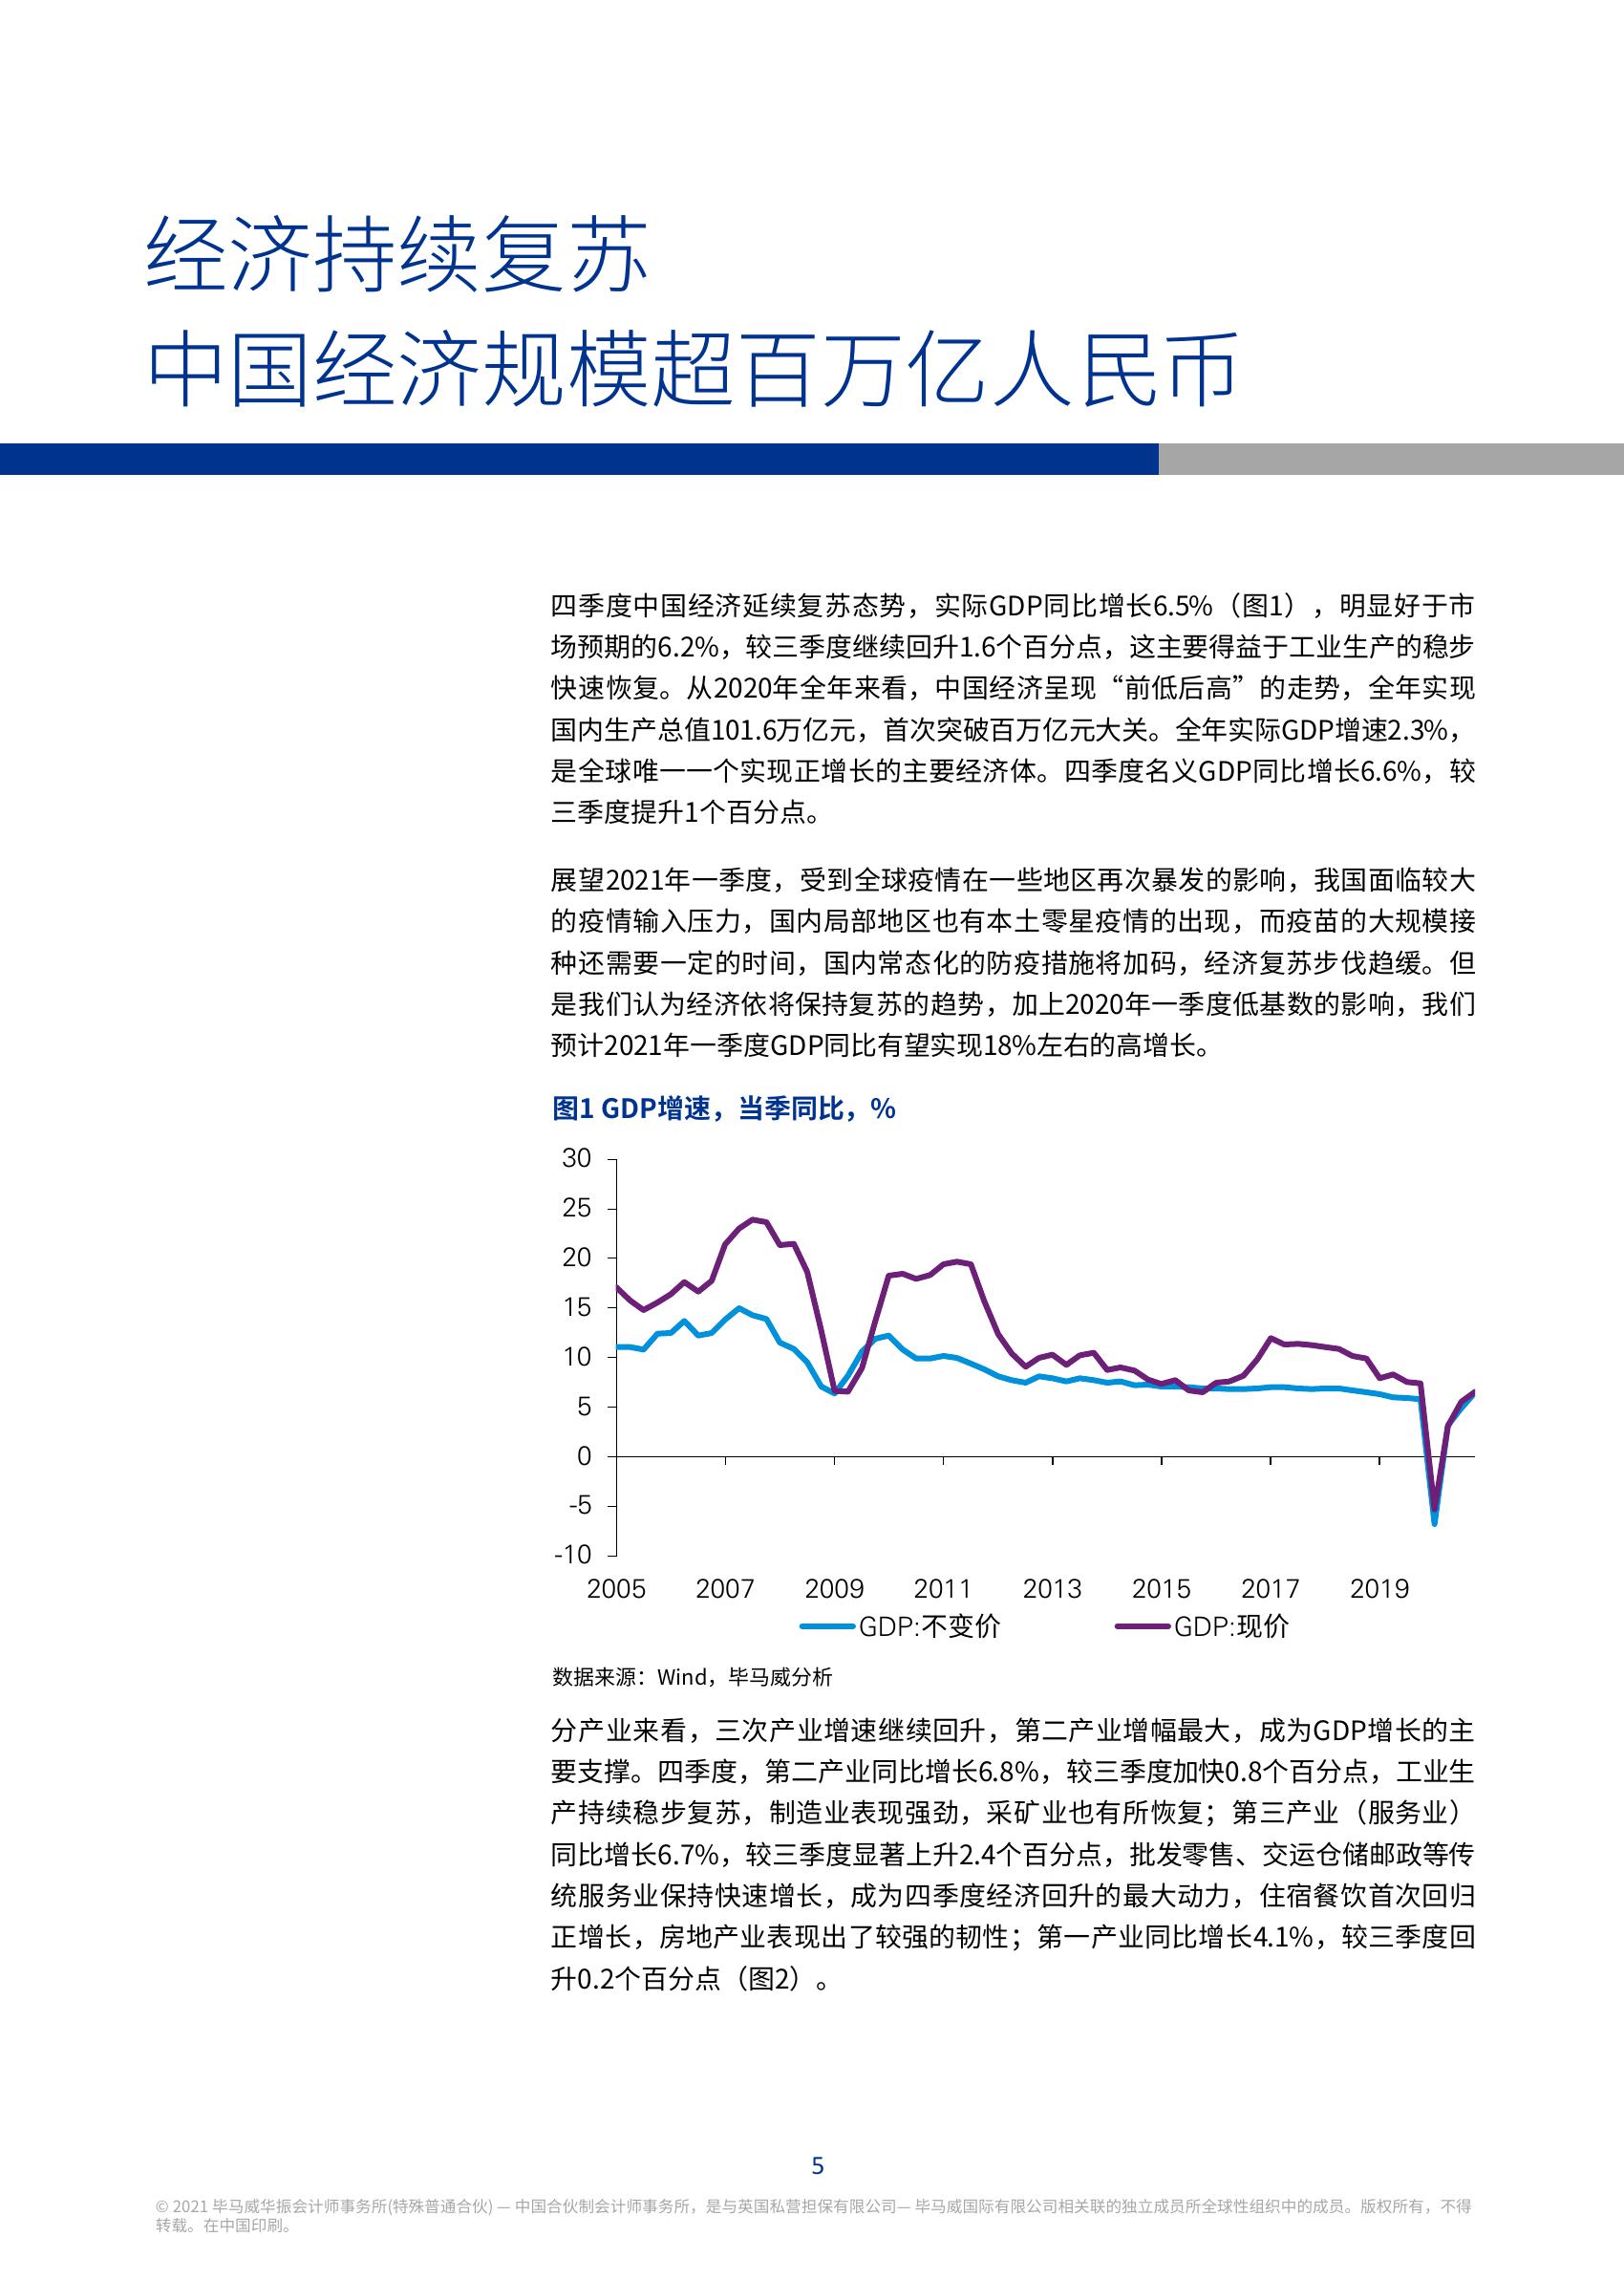 经济持续复苏
中国经济规模超百万亿人民币
四季度中国经济延续复苏态势，实际GDP同比增长6.5%（图1），明显好于市
场预期的6.2%，较三季度继续回升1.6个百分点，这主要得益于工业生产的稳步
快速恢复。从2020年全年来看，中国经济呈现“前低后高”的走势，全年实现
国内生产总值101.6万亿元，首次突破百万亿元大关。全年实际GDP增速2.3%，
是全球唯一一个实现正增长的主要经济体。四季度名义GDP同比增长6.6%，较
三季度提升1个百分点。
展望2021年一季度，受到全球疫情在一些地区再次暴发的影响，我国面临较大
的疫情输入压力，国内局部地区也有本土零星疫情的出现，而疫苗的大规模接
种还需要一定的时间，国内常态化的防疫措施将加码，经济复苏步伐趋缓。但
是我们认为经济依将保持复苏的趋势，加上2020年一季度低基数的影响，我们
预计2021年一季度GDP同比有望实现18%左右的高增长。
图1 GDP增速，当季同比，%
30
25
20
15
10
5
0
-5
-10
2005 2007 2009 2011 2013 2015 2017 2019
GDP:不变价 GDP:现价
数据来源：Wind，毕马威分析
分产业来看，三次产业增速继续回升，第二产业增幅最大，成为GDP增长的主
要支撑。四季度，第二产业同比增长6.8%，较三季度加快0.8个百分点，工业生
产持续稳步复苏，制造业表现强劲，采矿业也有所恢复；第三产业（服务业）
同比增长6.7%，较三季度显著上升2.4个百分点，批发零售、交运仓储邮政等传
统服务业保持快速增长，成为四季度经济回升的最大动力，住宿餐饮首次回归
正增长，房地产业表现出了较强的韧性；第一产业同比增长4.1%，较三季度回
升0.2个百分点（图2）。
5
© 2021 毕马威华振会计师事务所(特殊普通合伙) — 中国合伙制会计师事务所，是与英国私营担保有限公司— 毕马威国际有限公司相关联的独立成员所全球性组织中的成员。版权所有，不得
转载。在中国印刷。